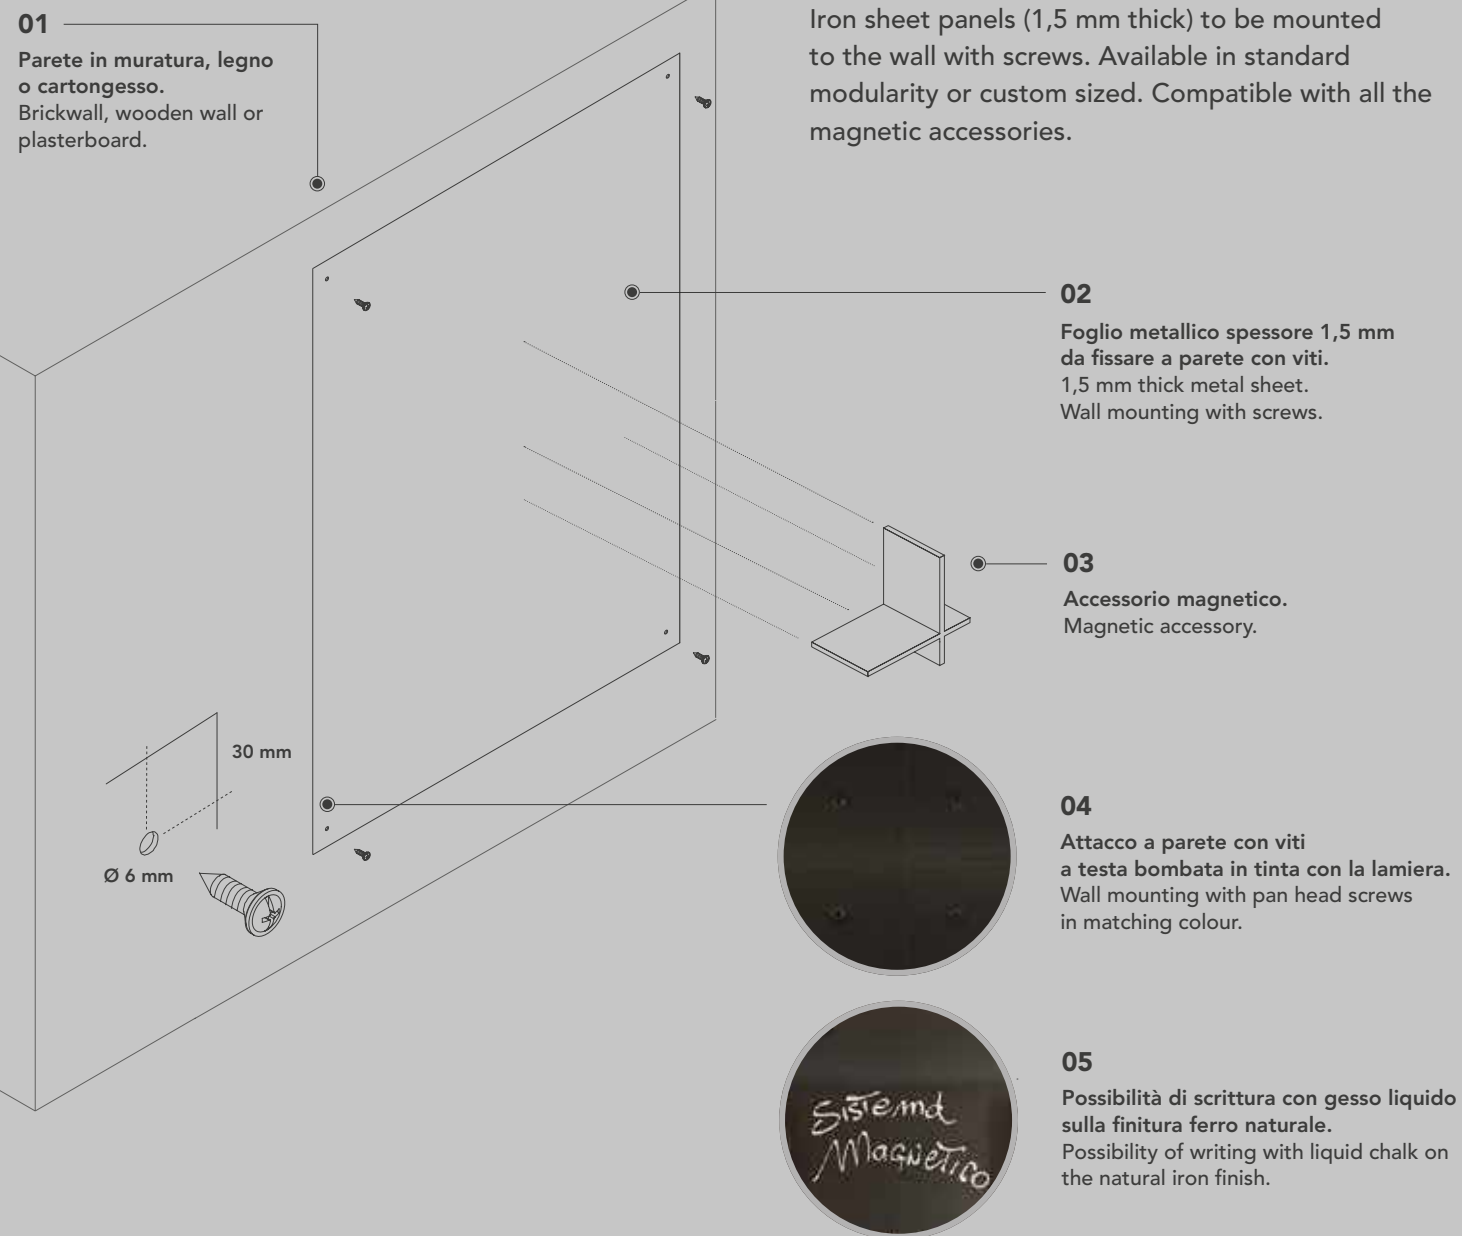 01
Parete in muratura, legno
o cartongesso.
Brickwall, wooden wall or
plasterboard.
Iron sheet panels (1,5 mm thick) to be mounted
to the wall with screws. Available in standard
modularity or custom sized. Compatible with all the
magnetic accessories.
02
Foglio metallico spessore 1,5 mm
da fissare a parete con viti.
1,5 mm thick metal sheet.
Wall mounting with screws.
03
Accessorio magnetico.
Magnetic accessory.
30 mm
Ø 6 mm
04
Attacco a parete con viti
a testa bombata in tinta con la lamiera.
Wall mounting with pan head screws
in matching colour.
Sistema
Magnetico
05
Possibilità di scrittura con gesso liquido
sulla finitura ferro naturale.
Possibility of writing with liquid chalk on
the natural iron finish.